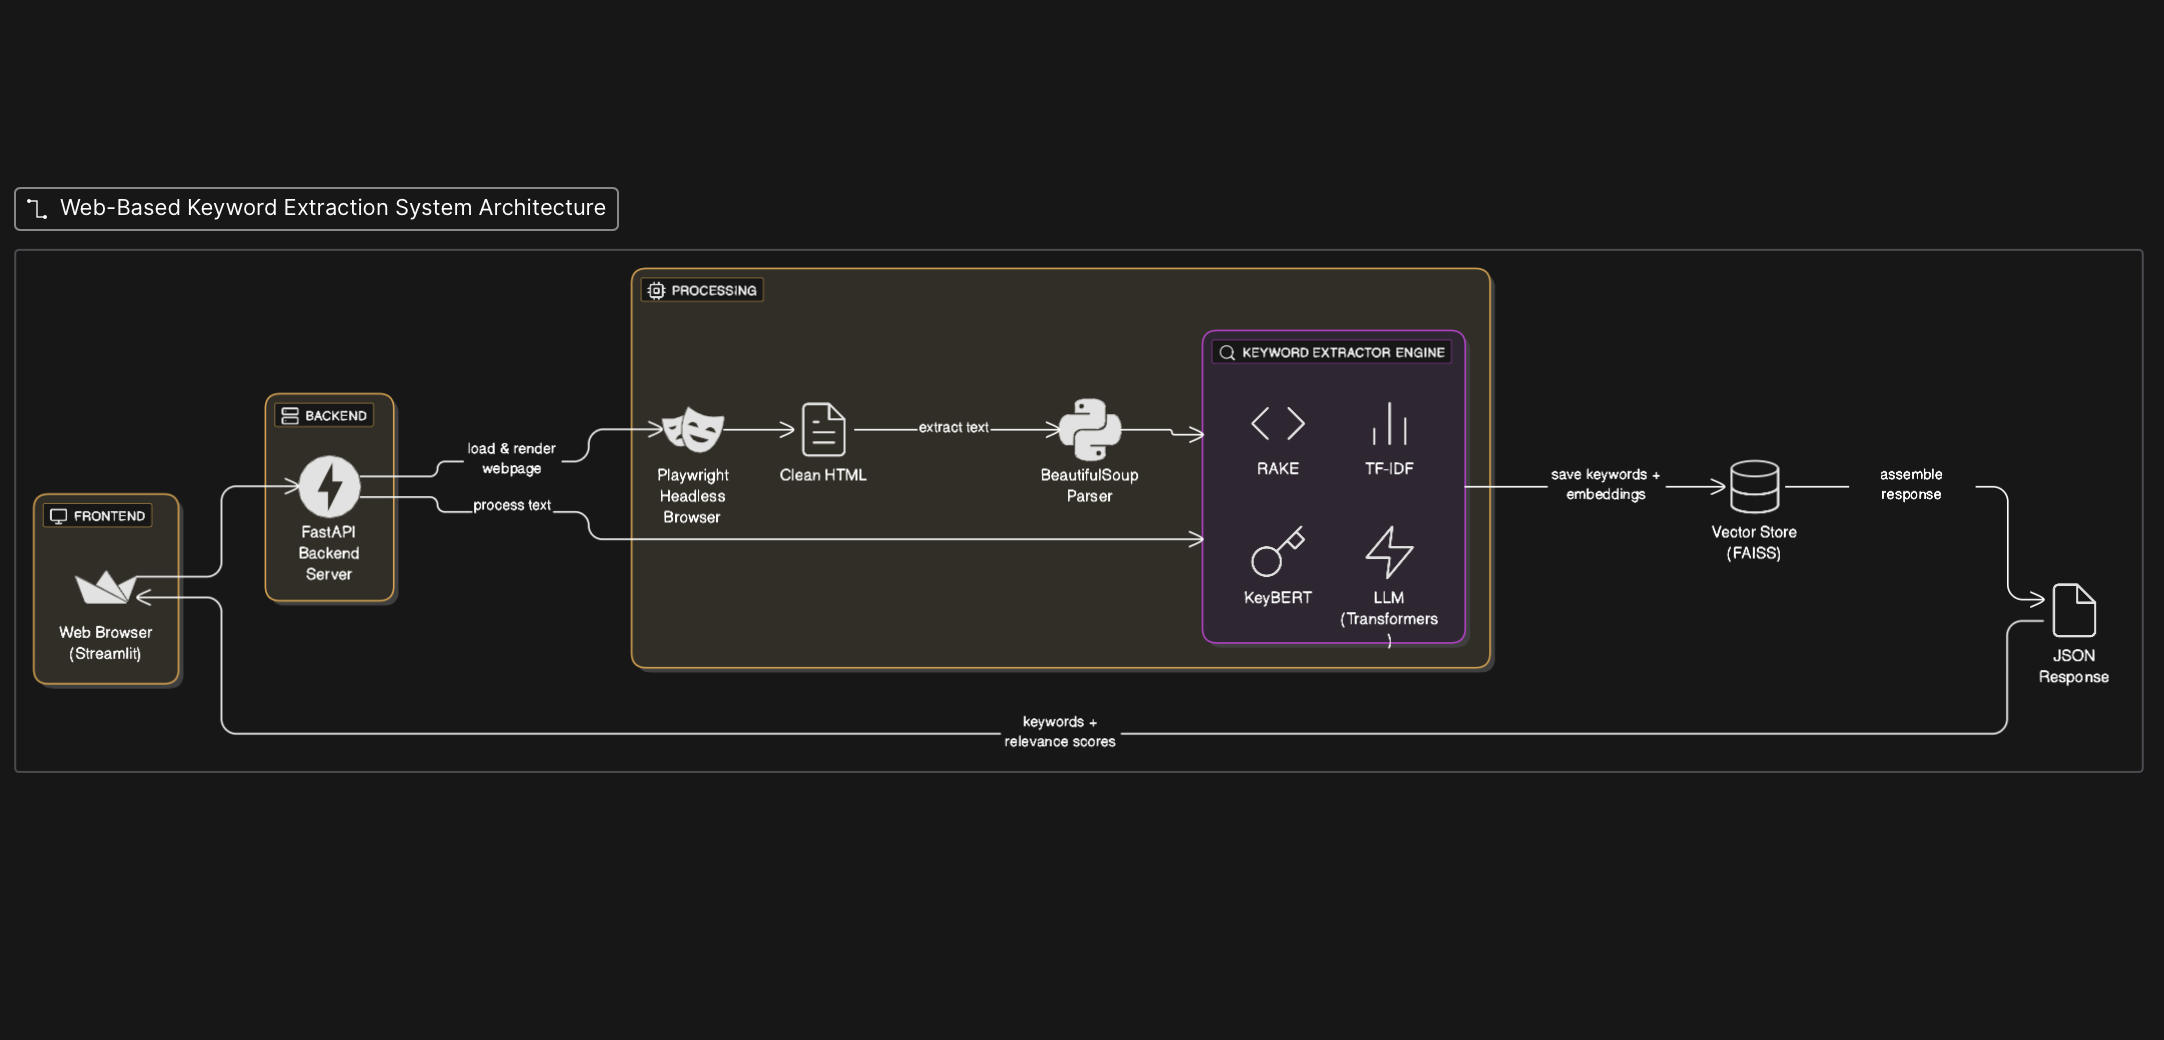 Web-Based Keyword Extraction System Architecture
FRONTEND
Web Browser
(Streamlit)
BACKEND
FastAPI
Backend
Server
load & render
webpage
process text
PROCESSING
Playwright
Headless
Browser
Clean HTML
extract text
BeautifulSoup
Parser
KEYWORD EXTRACTOR ENGINE
RAKE
TF-IDF
KeyBERT
LLM
(Transformers
)
save keywords +
embeddings
Vector Store
(FAISS)
assemble
response
JSON
Response
keywords +
relevance scores